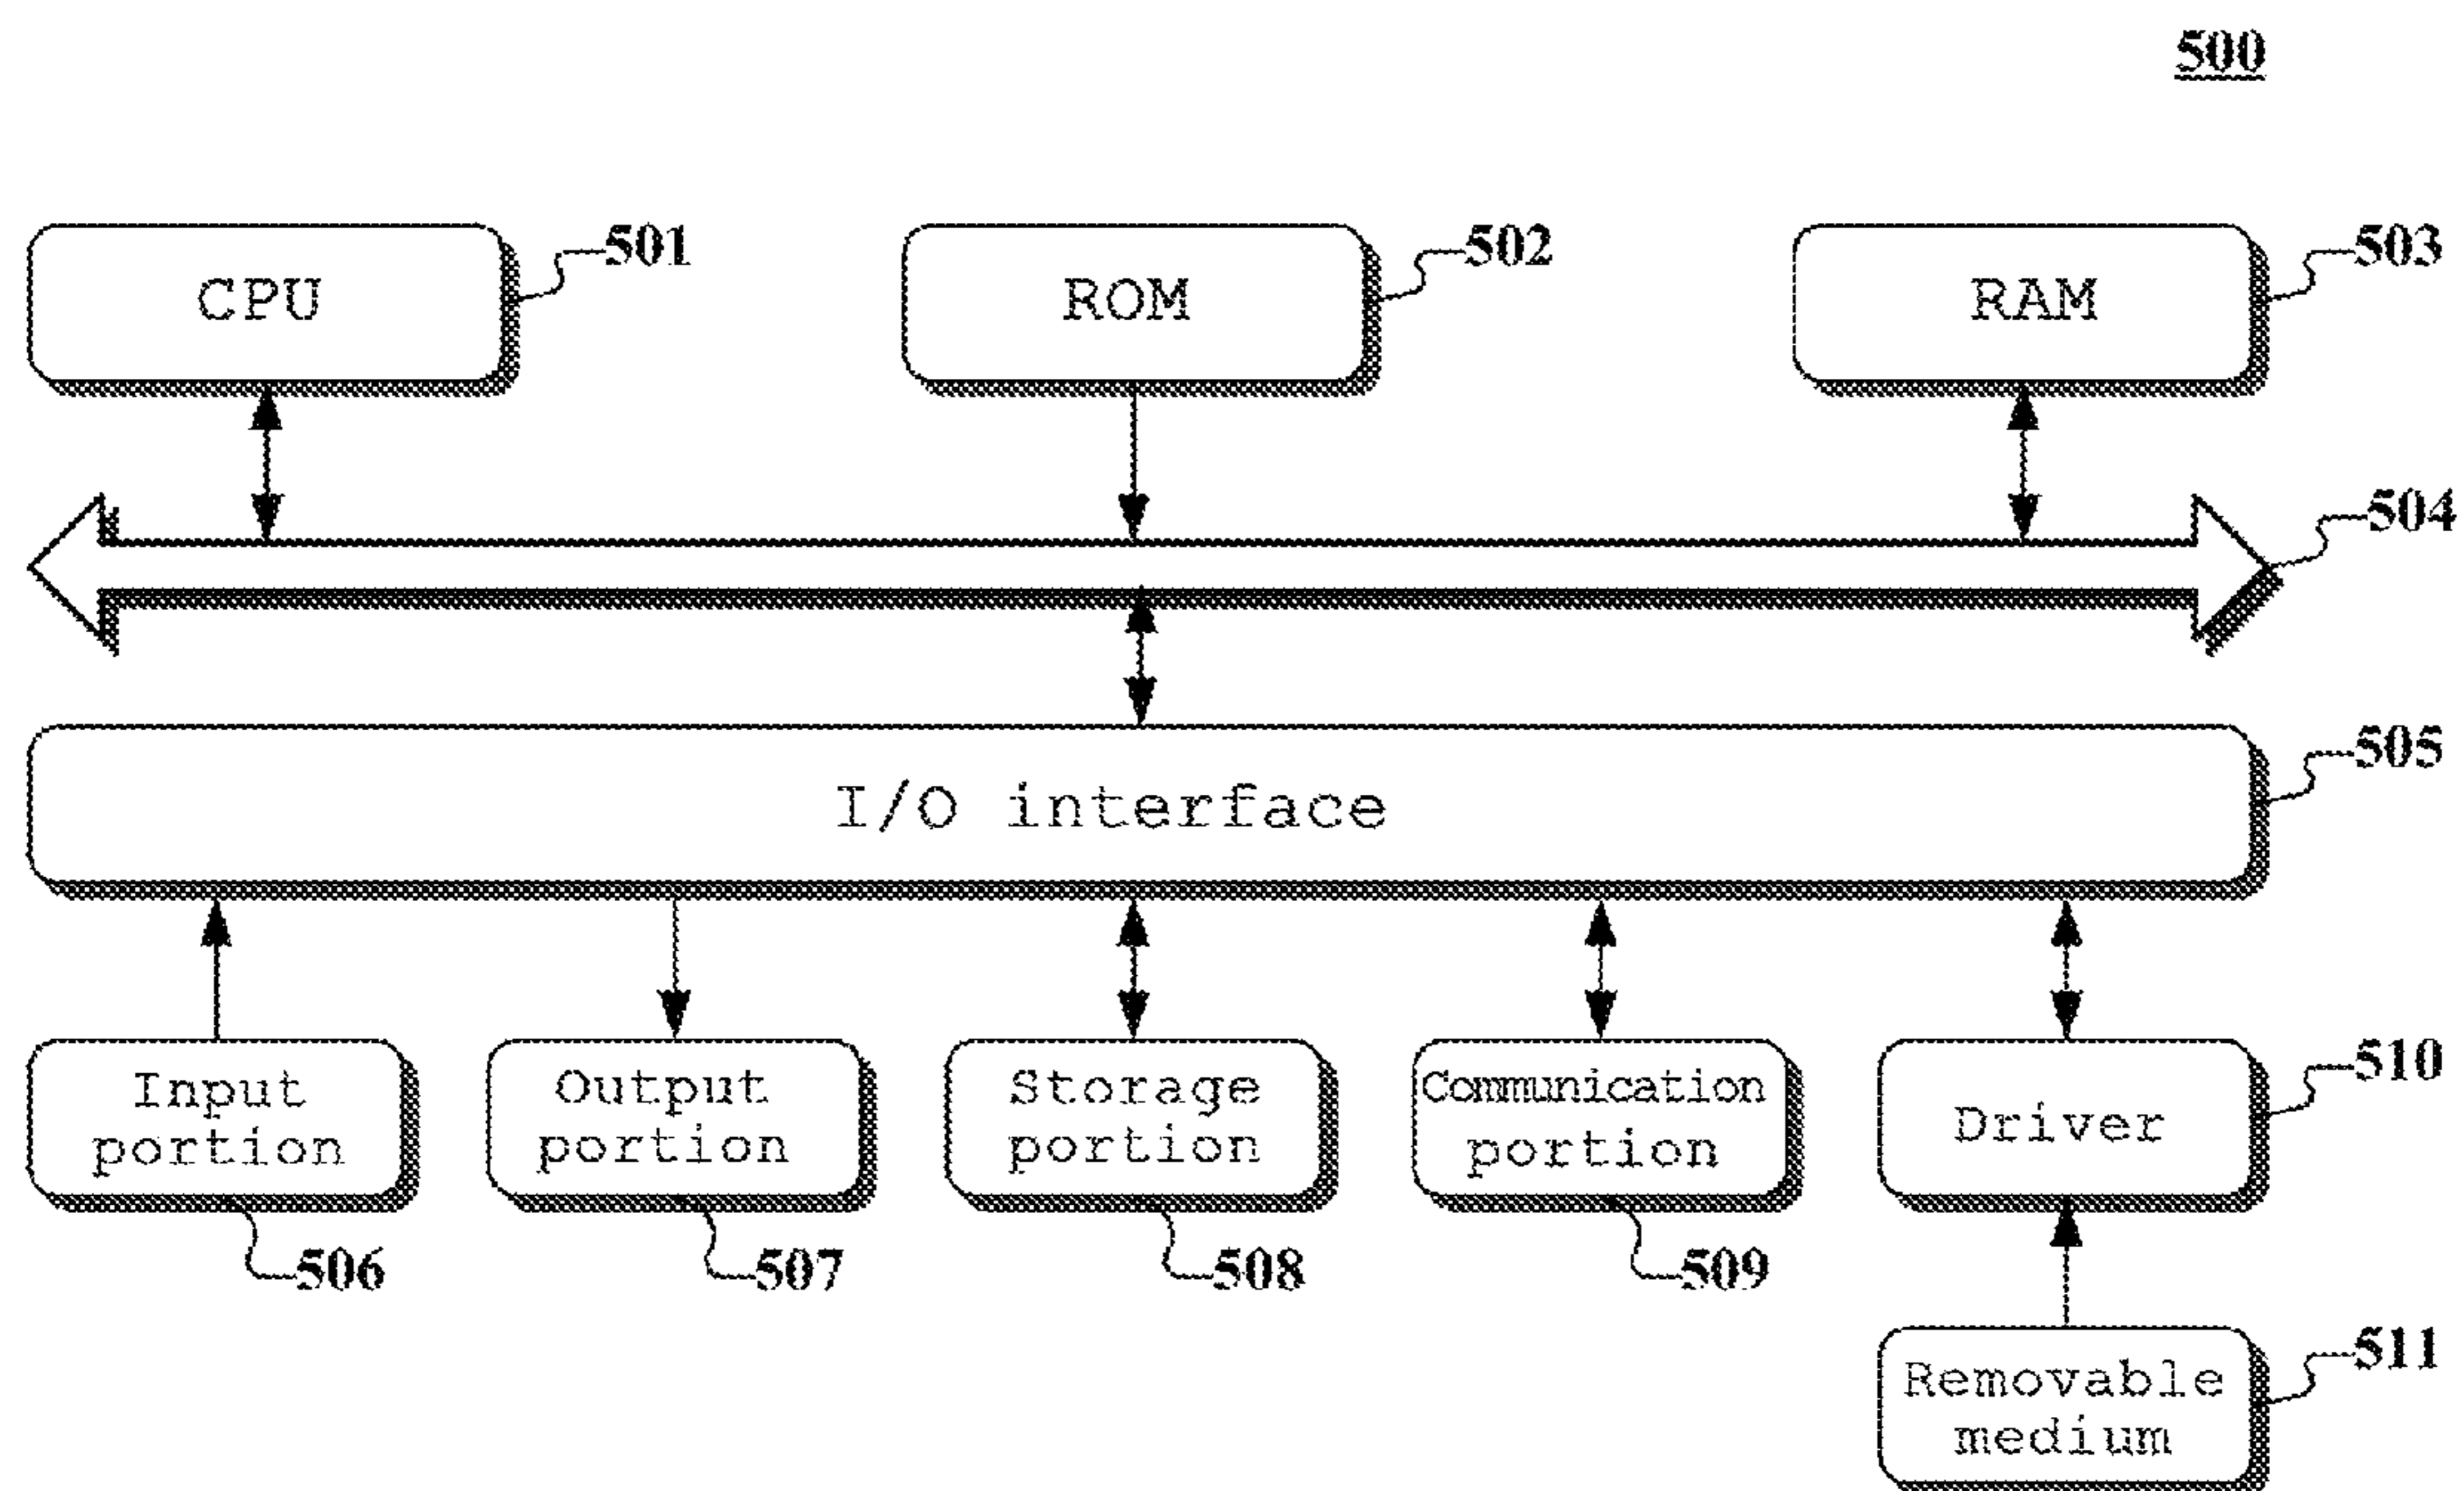 500
CPU
501
ROM
502
RAM
503
504
I/O interface
505
Input
portion
506
Output
portion
507
Storage
portion
508
Communication
portion
509
Driver
510
Removable
medium
511